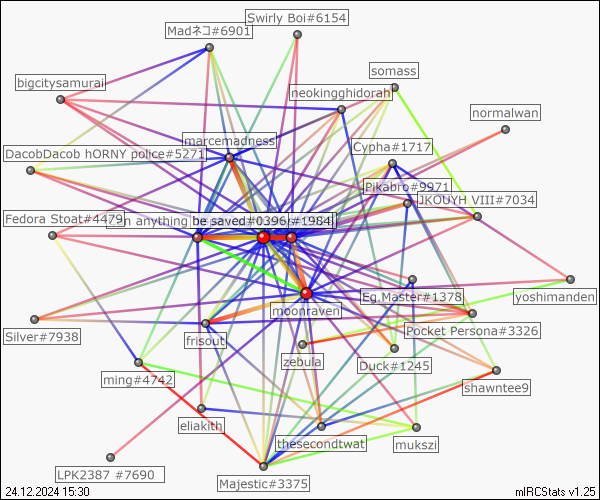 Swirly Boi#6154
Madネコ#6901
somass
bigcitysamurai
neokingghidorah
normalwan
marcemadness
Cypha#1717
DacobDacob hORNY police#5271
Pikabro#9971
JKOUYH VIII#7034
Fedora Stoat#4479
anything be saved#0396
#1984]
Eg.Master#1378
yoshimanden
moonraven
Pocket Persona#3326
Silver#7938
frisout
zebula
Duck#1245
ming#4742
shawntee9
eliakith
thesecondtwat
mukszi
LPK2387 #7690
Majestic#3375
24.12.2024 15:30
mIRCStats v1.25